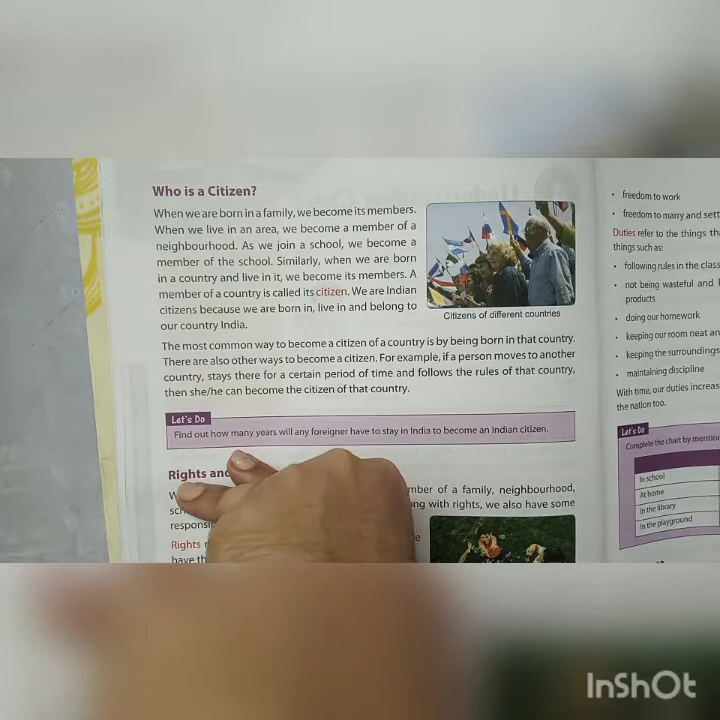 Who is a Citizen?
When we are born in a family, we become its members.
When we live in an area, we become a member of a
neighbourhood. As we join a school, we become a
member of the school. Similarly, when we are born
in a country and live in it, we become its members. A
member of a country is called its citizen. We are Indian
citizens because we are born in, live in and belong to
our country India.
Citizens of different countries
The most common way to become a citizen of a country is by being born in that country.
There are also other ways to become a citizen. For example, if a person moves to another
country, stays there for a certain period of time and follows the rules of that country,
then she/he can become the citizen of that country.
Let's Do
Find out how many years will any foreigner have to stay in India to become an Indian citizen.
Rights and
of a family, neighbourhood,
with rights, we also have some
Rights
have
freedom to work
freedom to marry and
Duties refer to the things
things such as:
following rules in the
not being wasteful and
products
doing our homework
keeping our room neat
keeping the surroundings
maintaining discipline
With time, our duties
the nation too.
Let's Do
Complete the chart by
In school
At home
In the library
In the playground
InShOt